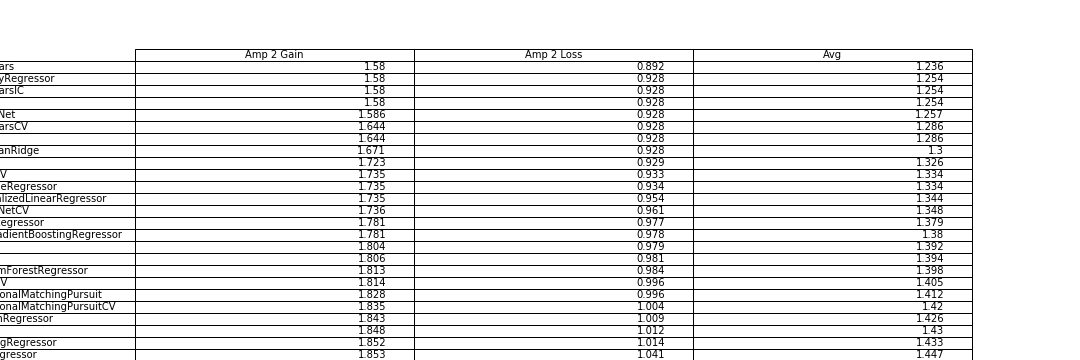 Amp 2 Gain Amp 2 Loss Avg
ars 1.58 0.892 1.236
yRegressor 1.58 0.928 1.254
arsIC 1.58 0.928 1.254
1.58 0.928 1.254
Net 1.586 0.928 1.257
arsCV 1.644 0.928 1.286
1.644 0.928 1.286
anRidge 1.671 0.928 1.3
1.723 0.929 1.326
V 1.735 0.933 1.334
eRegressor 1.735 0.934 1.334
alizedLinearRegressor 1.735 0.954 1.344
NetCV 1.736 0.961 1.348
egressor 1.781 0.977 1.379
adientBoostingRegressor 1.781 0.978 1.38
1.804 0.979 1.392
1.806 0.981 1.394
mForestRegressor 1.813 0.984 1.398
V 1.814 0.996 1.405
onalMatchingPursuit 1.828 0.996 1.412
onalMatchingPursuitCV 1.835 1.004 1.42
nRegressor 1.843 1.009 1.426
1.848 1.012 1.43
gRegressor 1.852 1.014 1.433
gressor 1.853 1.041 1.447